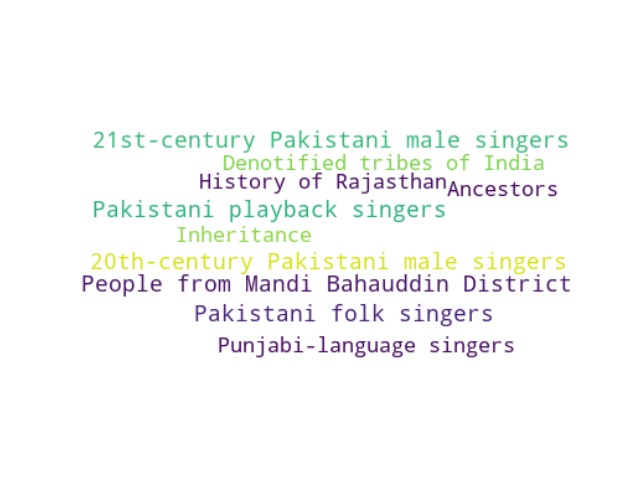 21st-century Pakistani male singers
Denotified tribes of India
History of Rajasthan
Ancestors
Pakistani playback singers
Inheritance
20th-century Pakistani male singers
People from Mandi Bahauddin District
Pakistani folk singers
Punjabi-language singers